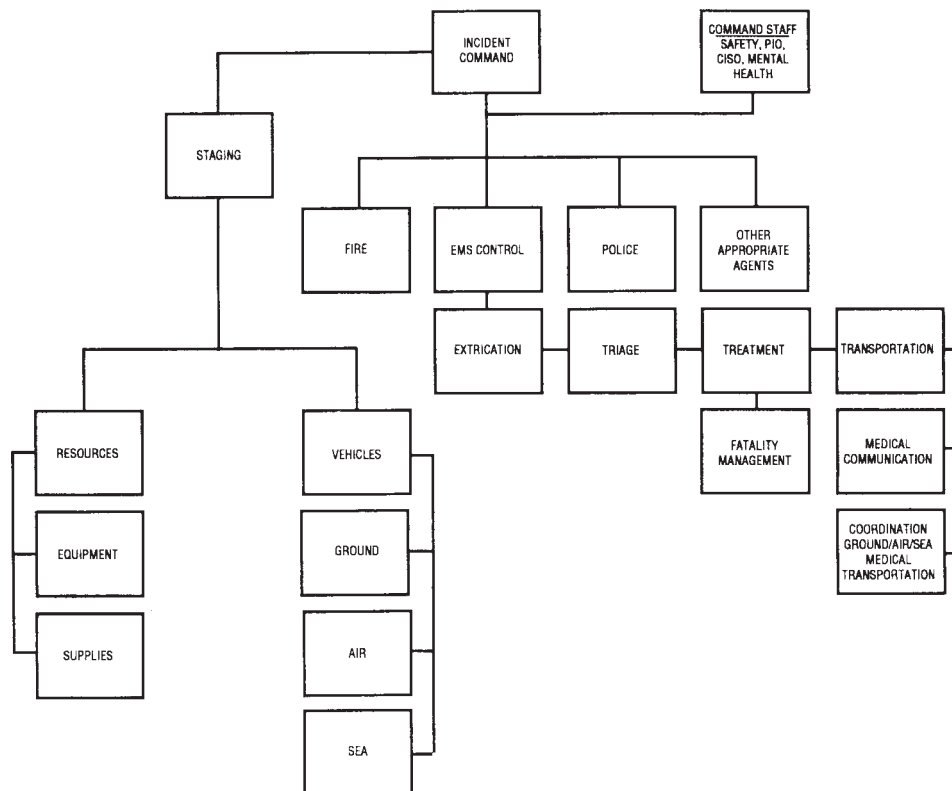 INCIDENT
COMMAND
COMMAND STAFF
SAFETY, PIO,
CISO, MENTAL
HEALTH
STAGING
FIRE
EMS CONTROL
POLICE
OTHER
APPROPRIATE
AGENTS
EXTRICATION
TRIAGE
TREATMENT
TRANSPORTATION
RESOURCES
VEHICLES
FATALITY
MANAGEMENT
MEDICAL
COMMUNICATION
EQUIPMENT
GROUND
COORDINATION
GROUND/AIR/SEA
MEDICAL
TRANSPORTATION
SUPPLIES
AIR
SEA